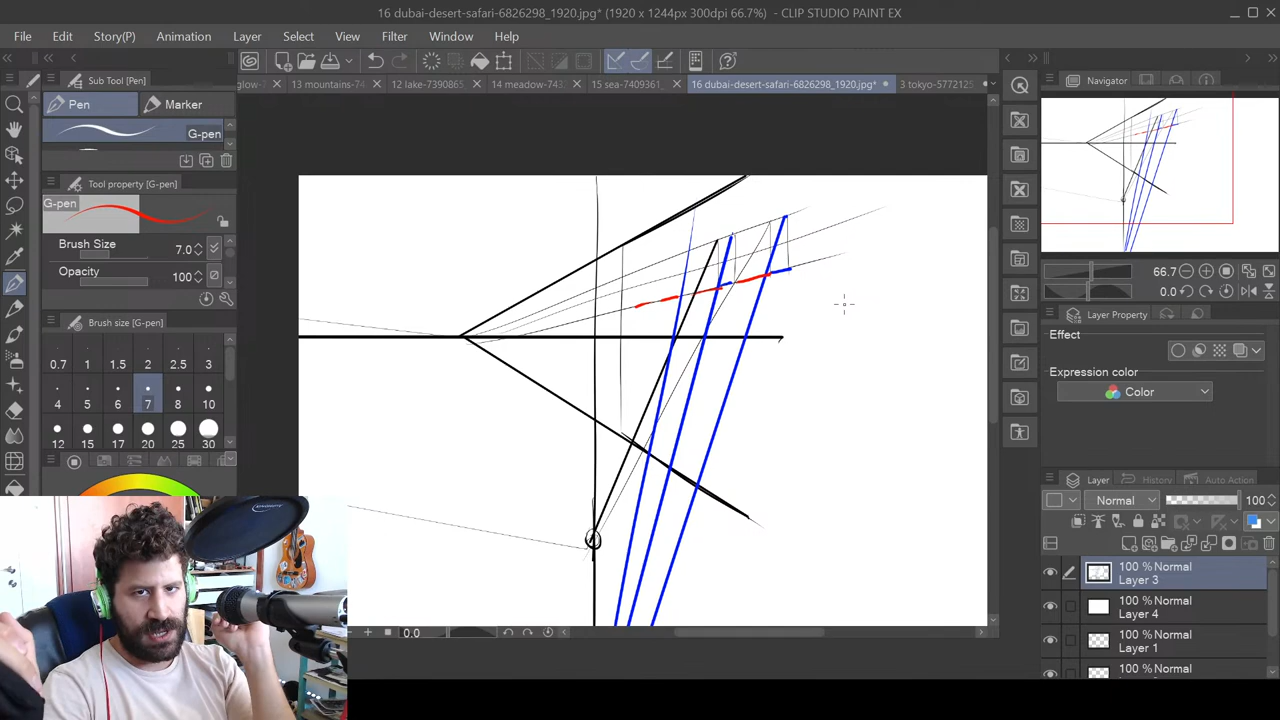 16 dubai-desert-safari-6826298_1920.jpg* (1920 x 1244px 300dpi 66.7%) - CLIP STUDIO PAINT EX
File Edit Story(P) Animation Layer Select View Filter Window Help
Sub Tool [Pen]
glow- 13 mountains-74 12 lake-7390865 14 meadow-743 15 sea-7409361_ 16 dubai-desert-safari-6826298_1920.jpg* 3 tokyo-5772125
Navigator
Pen Marker
G-pen
Tool property [G-pen]
G-pen
Brush Size 7.0
Opacity 100
Brush size [G-pen]
0.7 1 1.5 2 2.5 3
4 5 6 7 8 10
12 15 17 20 25 30
66.7
0.0
Layer Property
Effect
Expression color
Color
Layer History Auto Action
Normal 100
100 % Normal
Layer 3
100 % Normal
Layer 4
100 % Normal
Layer 1
100 % Normal
0.0